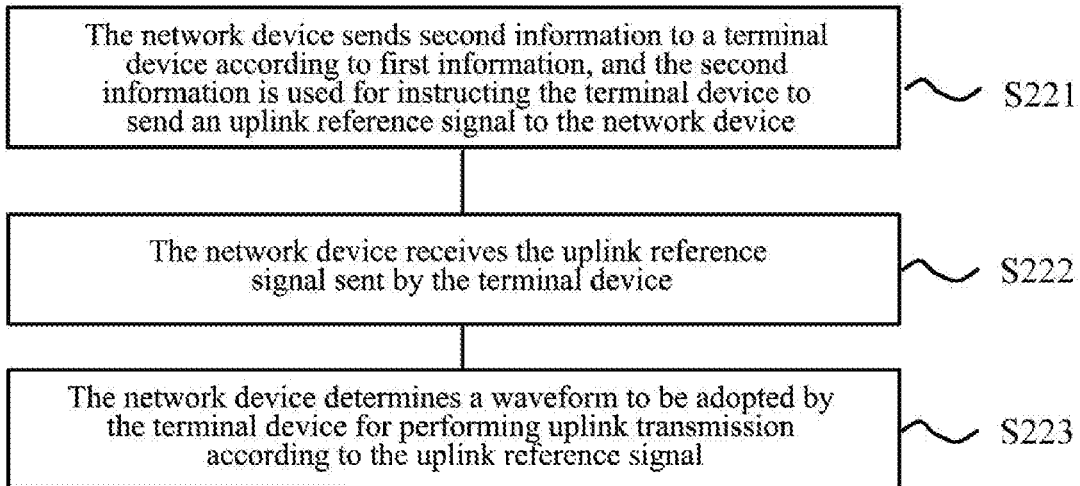 The network device sends second information to a terminal
device according to first information, and the second
information is used for instructing the terminal device to
send an uplink reference signal to the network device
S221
The network device receives the uplink reference
signal sent by the terminal device
S222
The network device determines a waveform to be adopted by
the terminal device for performing uplink transmission
according to the uplink reference signal
S223